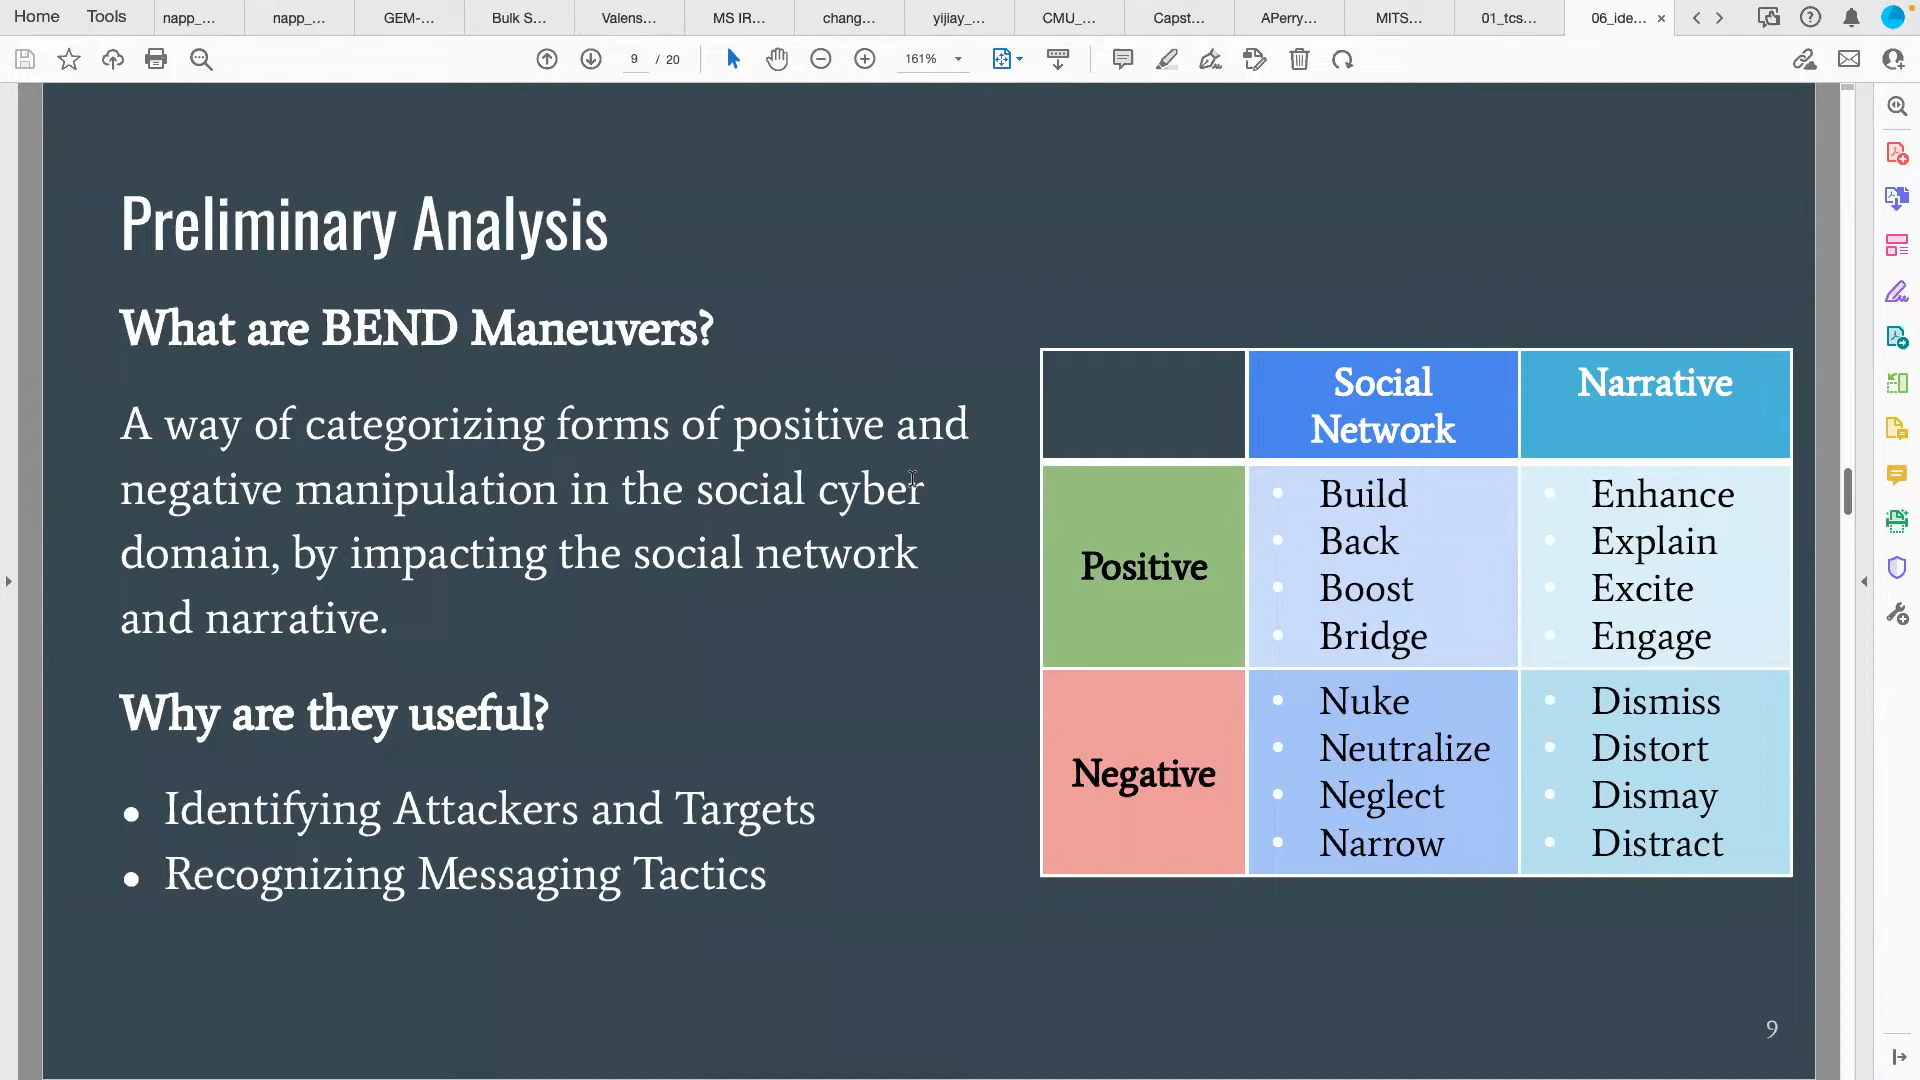 Home Tools napp_... napp_... GEM-... Bulk S... Valens... MS IR... chang... yijiay_... CMU_... Capst... APerry... MITS... 01_tcs... 06_ide...
9 / 20 161%
Preliminary Analysis
What are BEND Maneuvers?
A way of categorizing forms of positive and
negative manipulation in the social cyber
domain, by impacting the social network
and narrative.
Why are they useful?
• Identifying Attackers and Targets
• Recognizing Messaging Tactics
Social
Network
Narrative
Positive
• Build
• Back
• Boost
• Bridge
• Enhance
• Explain
• Excite
• Engage
Negative
• Nuke
• Neutralize
• Neglect
• Narrow
• Dismiss
• Distort
• Dismay
• Distract
9